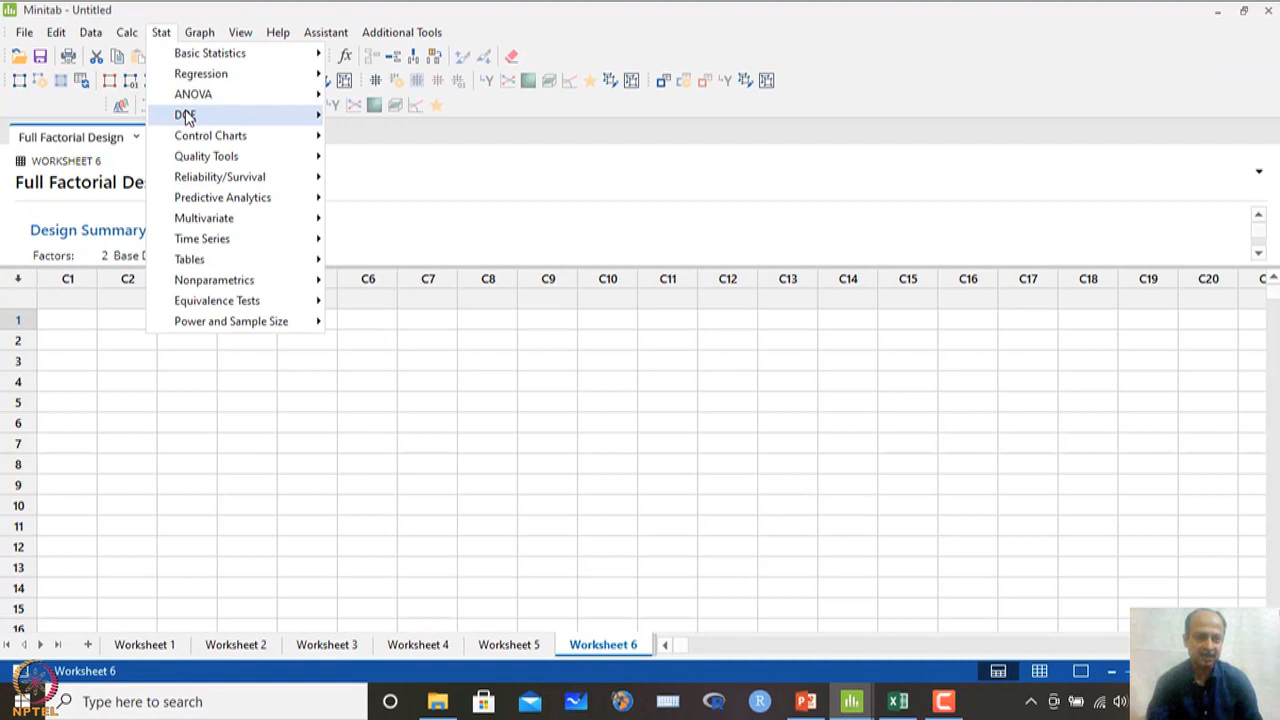 Minitab - Untitled
File Edit Data Calc Stat Graph View Help Assistant Additional Tools
Basic Statistics
Regression
ANOVA
Control Charts
Quality Tools
Reliability/Survival
Predictive Analytics
Multivariate
Time Series
Tables
Nonparametrics
Equivalence Tests
Power and Sample Size
Full Factorial Design
WORKSHEET 6
Full Factorial
Design Summary
Factors: 2 Base
C1 C2 C6 C7 C8 C9 C10 C11 C12 C13 C14 C15 C16 C17 C18 C19 C20
1
2
3
4
5
6
7
8
9
10
11
12
13
14
15
16
Worksheet 1 Worksheet 2 Worksheet 3 Worksheet 4 Worksheet 5 Worksheet 6
Worksheet 6
Type here to search
NPTEL